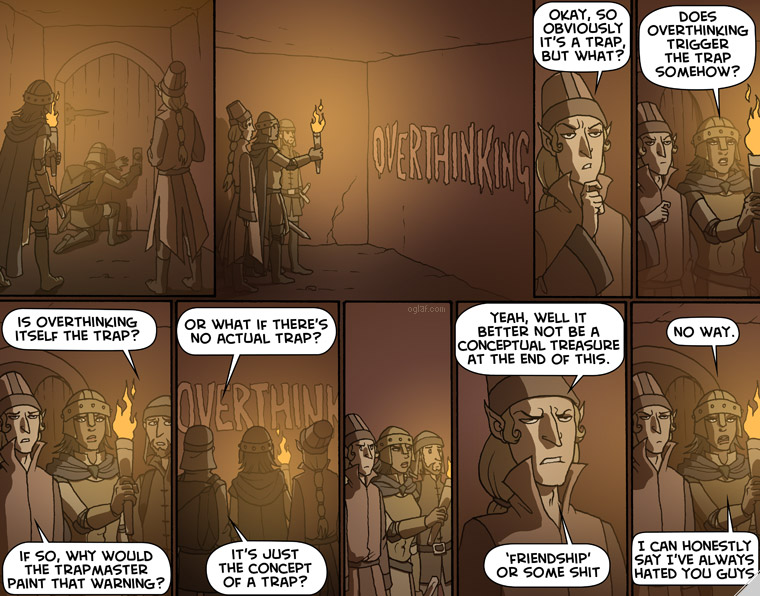 OVERTHINKING
OKAY, SO
OBVIOUSLY
IT'S A TRAP,
BUT WHAT?
DOES
OVERTHINKING
TRIGGER
THE TRAP
SOMEHOW?
IS OVERTHINKING
ITSELF THE TRAP?
IF SO, WHY WOULD
THE TRAPMASTER
PAINT THAT WARNING?
OR WHAT IF THERE'S
NO ACTUAL TRAP?
OVERTHINK
IT'S JUST
THE CONCEPT
OF A TRAP?
oglaf.com
YEAH, WELL IT
BETTER NOT BE A
CONCEPTUAL TREASURE
AT THE END OF THIS.
'FRIENDSHIP'
OR SOME SHIT
NO WAY.
I CAN HONESTLY
SAY I'VE ALWAYS
HATED YOU GUYS